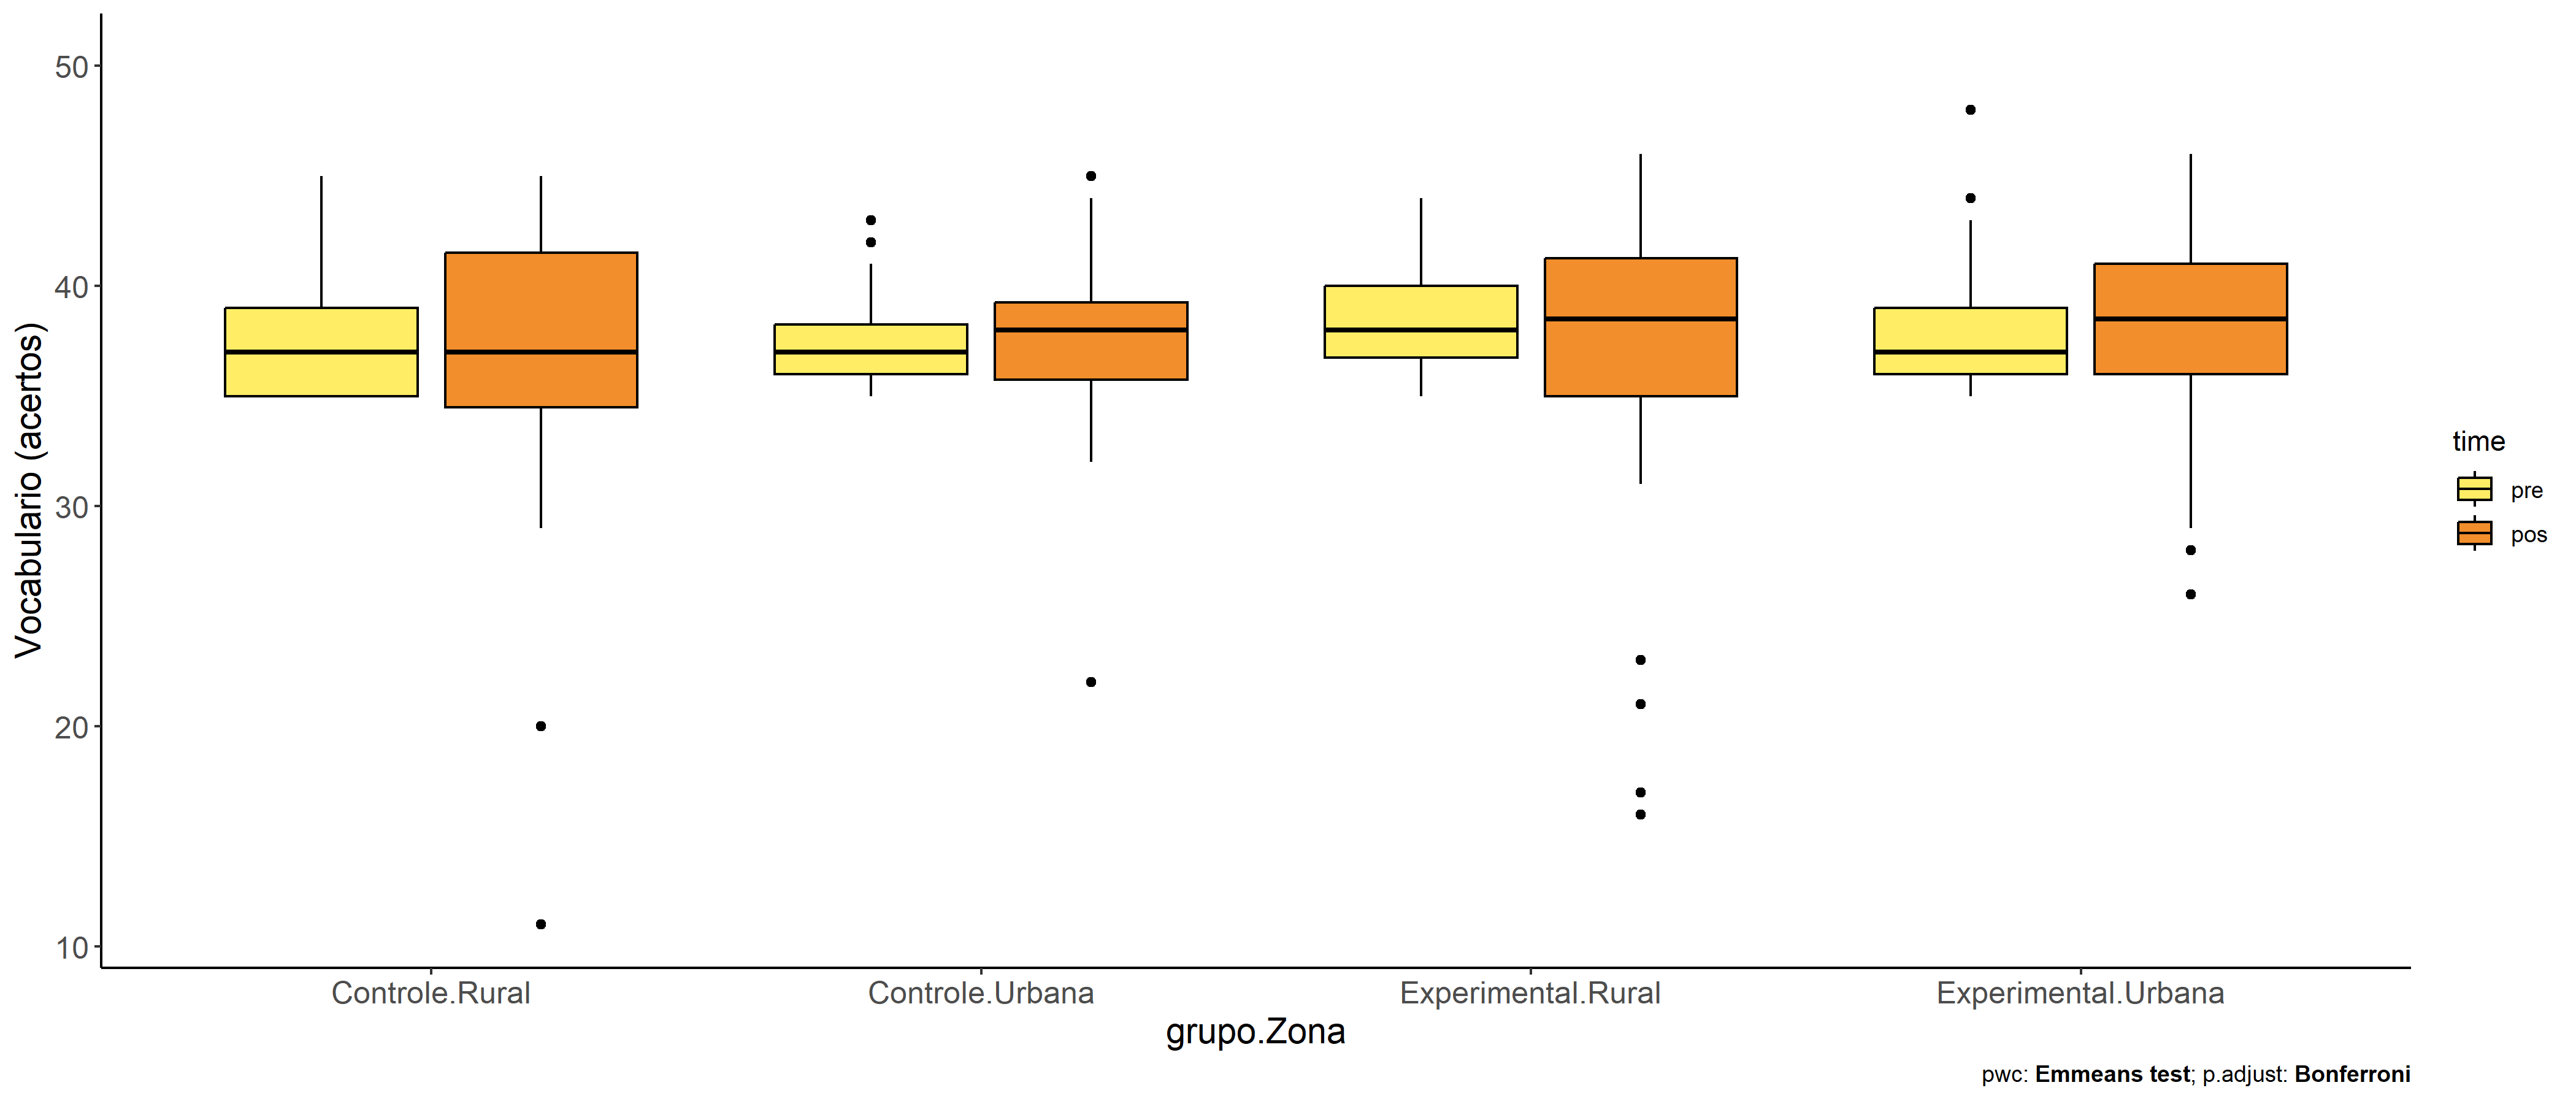 Vocabulario (acertos)
50
40
30
20
10
Controle.Rural
Controle.Urbana
Experimental.Rural
Experimental.Urbana
grupo.Zona
time
pre
pos
pwc: Emmeans test; p.adjust: Bonferroni